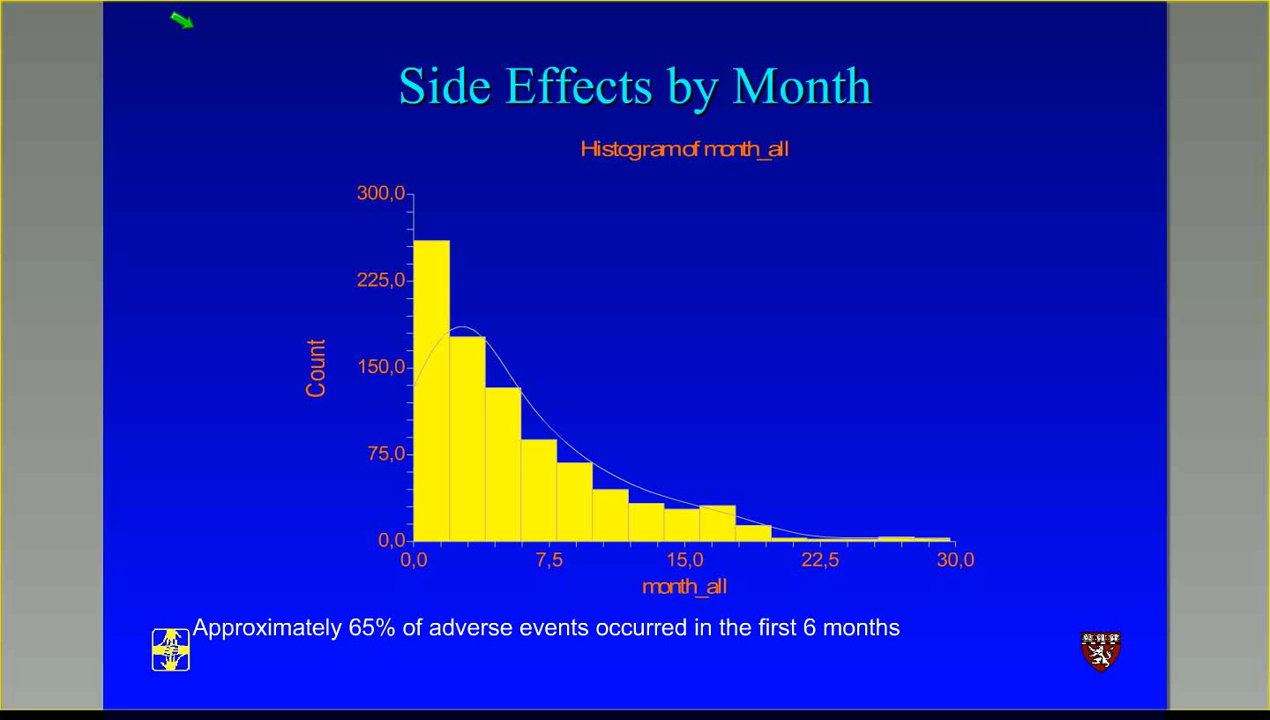 Side Effects by Month
Histogram of month_all
300,0
225,0
150,0
75,0
0,0
Count
0,0 7,5 15,0 22,5 30,0
month_all
Approximately 65% of adverse events occurred in the first 6 months